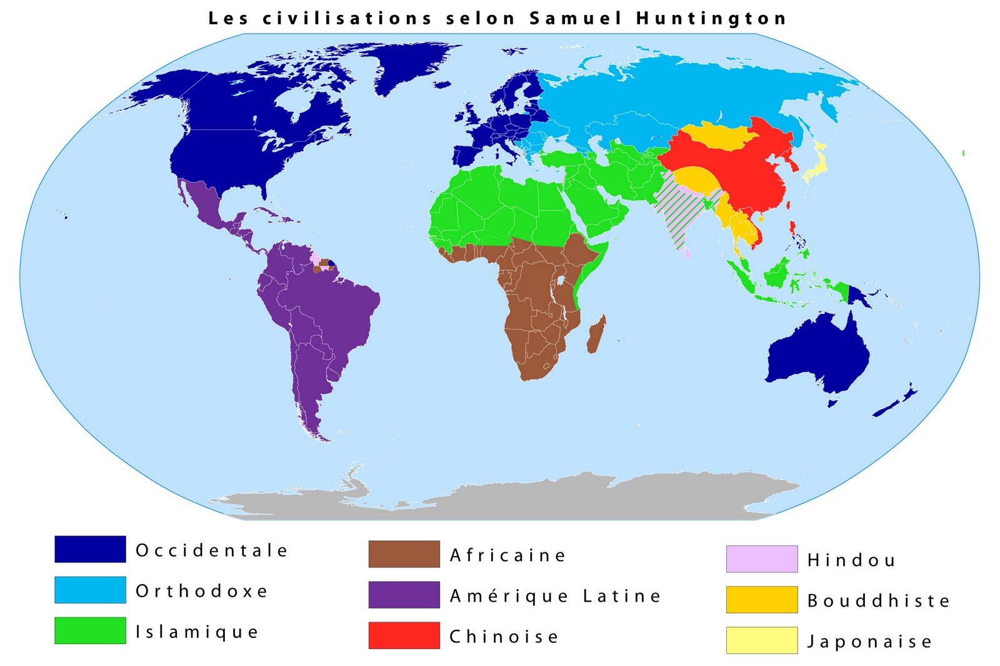 Les civilisations selon Samuel Huntington
Occidentale
Orthodoxe
Islamique
Africaine
Amérique Latine
Chinoise
Hindou
Bouddhiste
Japonaise